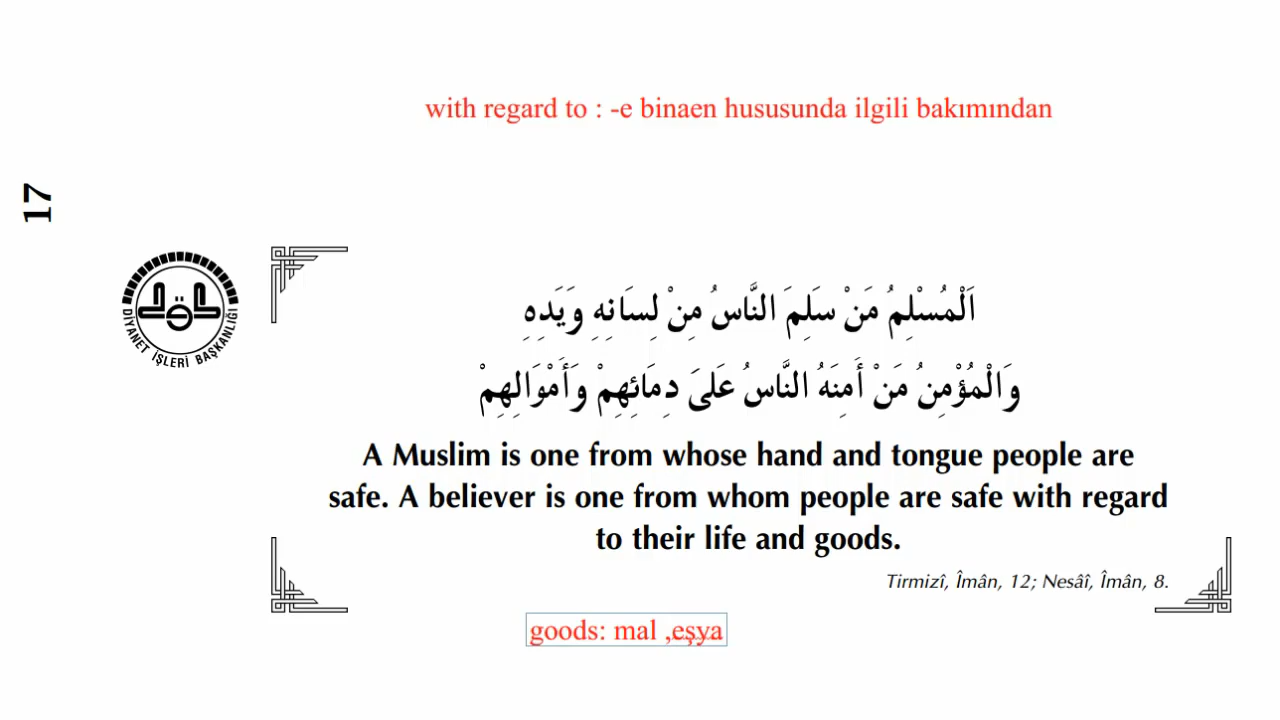 with regard to : -e binaen hususunda ilgili bakımından
17
DİYANET İŞLERİ BAŞKANLIĞI
اَلْمُسْلِمُ مَنْ سَلِمَ النَّاسُ مِنْ لِسَانِهِ وَيَدِهِ
وَالْمُؤْمِنُ مَنْ أَمِنَهُ النَّاسُ عَلىَ دِمَائِهِمْ وَأَمْوَالِهِمْ
A Muslim is one from whose hand and tongue people are
safe. A believer is one from whom people are safe with regard
to their life and goods.
Tirmizî, Îmân, 12; Nesâî, Îmân, 8.
goods: mal ,eşya